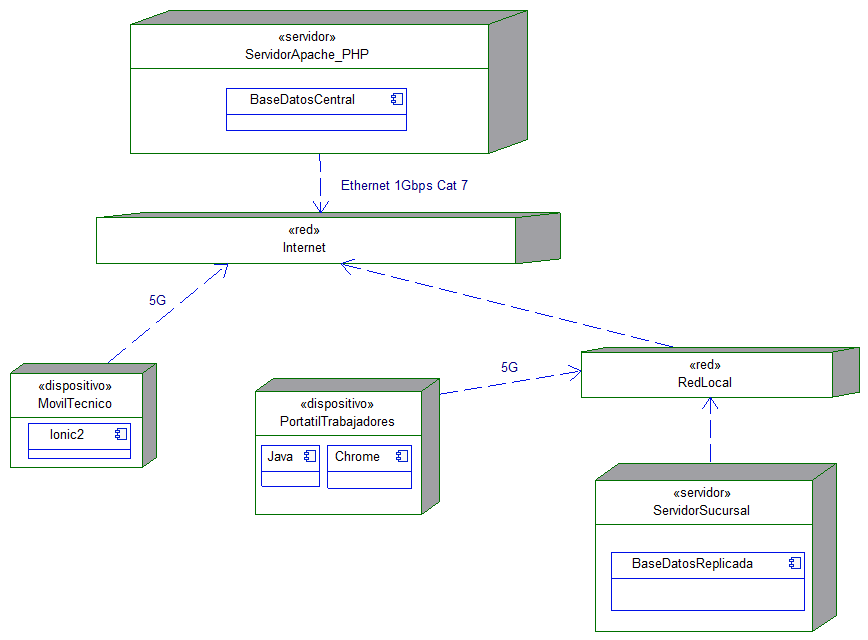 «servidor»
ServidorApache_PHP
BaseDatosCentral
Ethernet 1Gbps Cat 7
«red»
Internet
5G
«dispositivo»
MovilTecnico
Ionic2
«dispositivo»
PortatilTrabajadores
Java
Chrome
5G
«red»
RedLocal
«servidor»
ServidorSucursal
BaseDatosReplicada